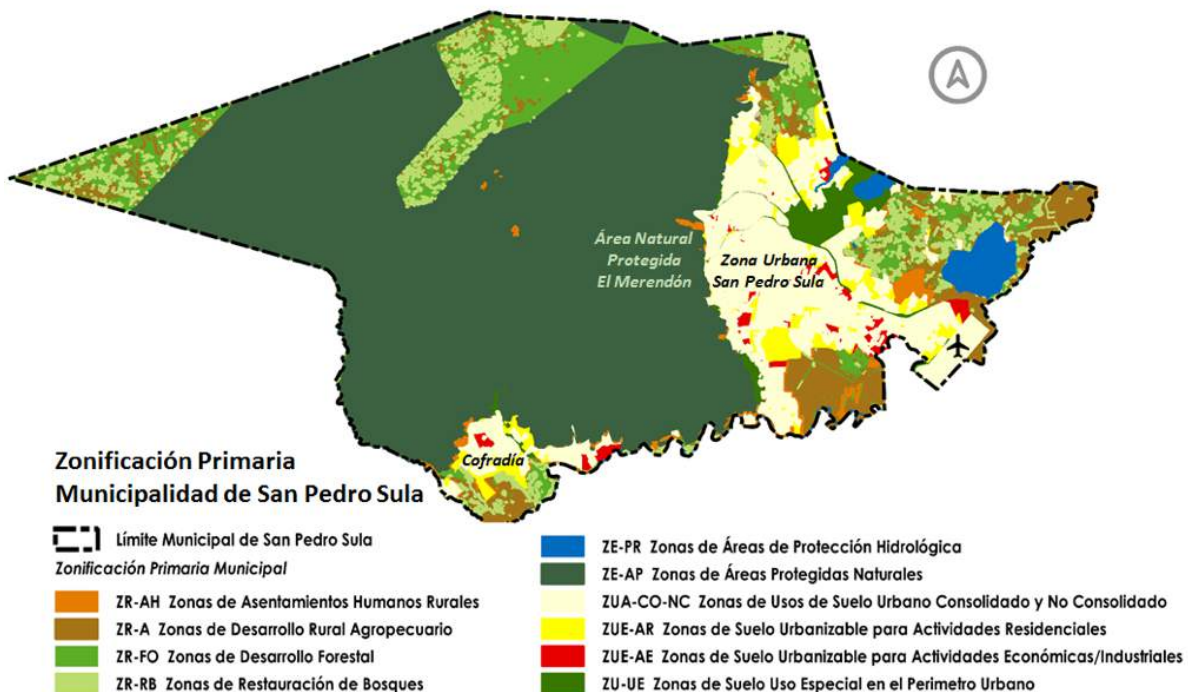 Área Natural
Protegida
El Merendón
Zona Urbana
San Pedro Sula
Cofradía
Zonificación Primaria
Municipalidad de San Pedro Sula
Límite Municipal de San Pedro Sula
Zonificación Primaria Municipal
ZR-AH Zonas de Asentamientos Humanos Rurales
ZR-A Zonas de Desarrollo Rural Agropecuario
ZR-FO Zonas de Desarrollo Forestal
ZR-RB Zonas de Restauración de Bosques
ZE-PR Zonas de Áreas de Protección Hidrológica
ZE-AP Zonas de Áreas Protegidas Naturales
ZUA-CO-NC Zonas de Usos de Suelo Urbano Consolidado y No Consolidado
ZUE-AR Zonas de Suelo Urbanizable para Actividades Residenciales
ZUE-AE Zonas de Suelo Urbanizable para Actividades Económicas/Industriales
ZU-UE Zonas de Suelo Uso Especial en el Perimetro Urbano